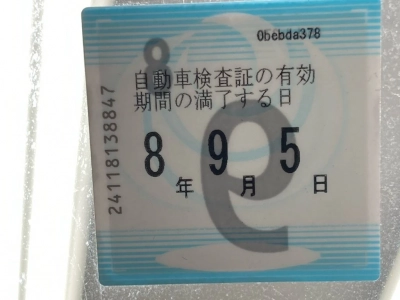 0bebda378
自動車検査証の有効
期間の満了する日
8年9月5日
24118138847